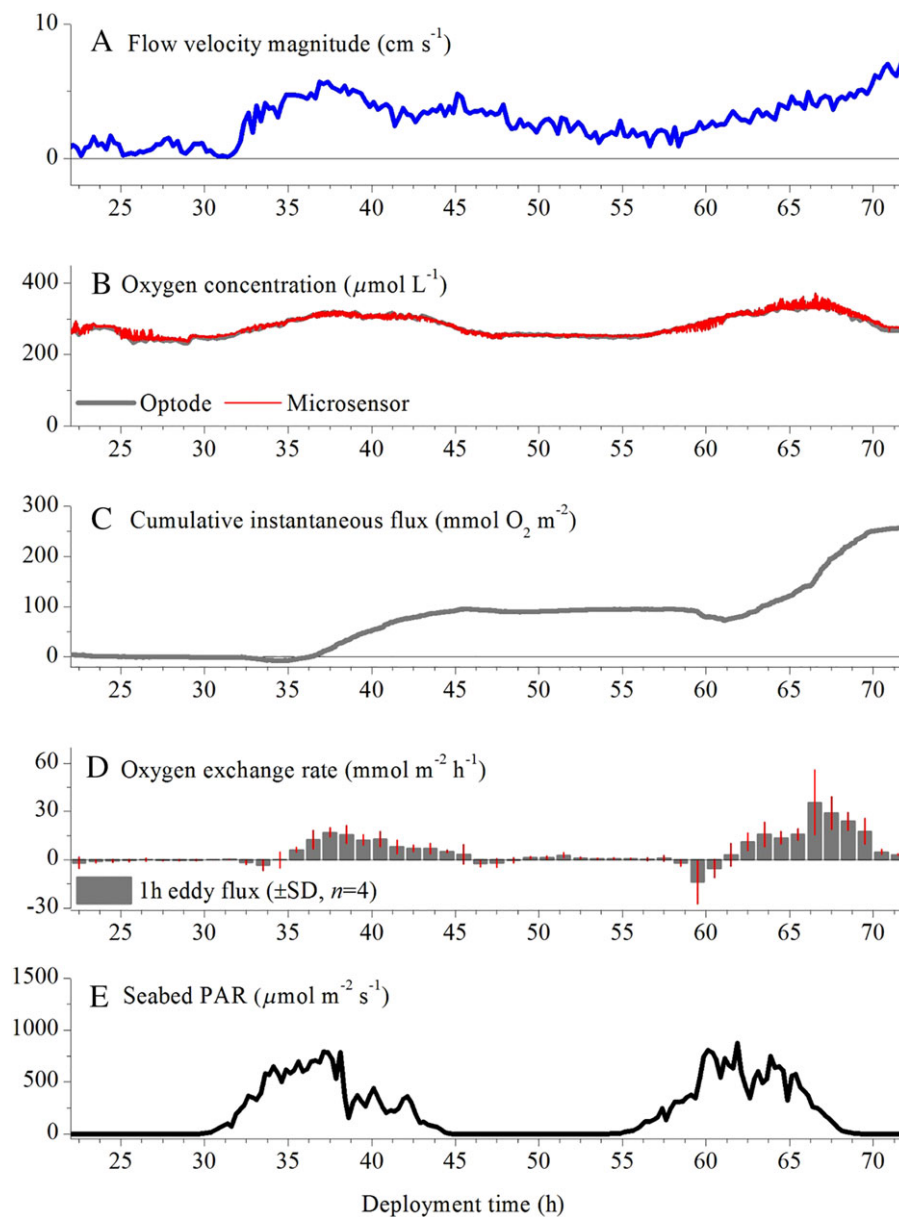 A Flow velocity magnitude (cm s⁻¹)
10
5
0
25 30 35 40 45 50 55 60 65 70
B Oxygen concentration (µmol L⁻¹)
400
200
0
Optode Microsensor
25 30 35 40 45 50 55 60 65 70
C Cumulative instantaneous flux (mmol O₂ m⁻²)
300
200
100
0
25 30 35 40 45 50 55 60 65 70
D Oxygen exchange rate (mmol m⁻² h⁻¹)
60
30
0
-30
1h eddy flux (±SD, n=4)
25 30 35 40 45 50 55 60 65 70
E Seabed PAR (µmol m⁻² s⁻¹)
1500
1000
500
0
25 30 35 40 45 50 55 60 65 70
Deployment time (h)